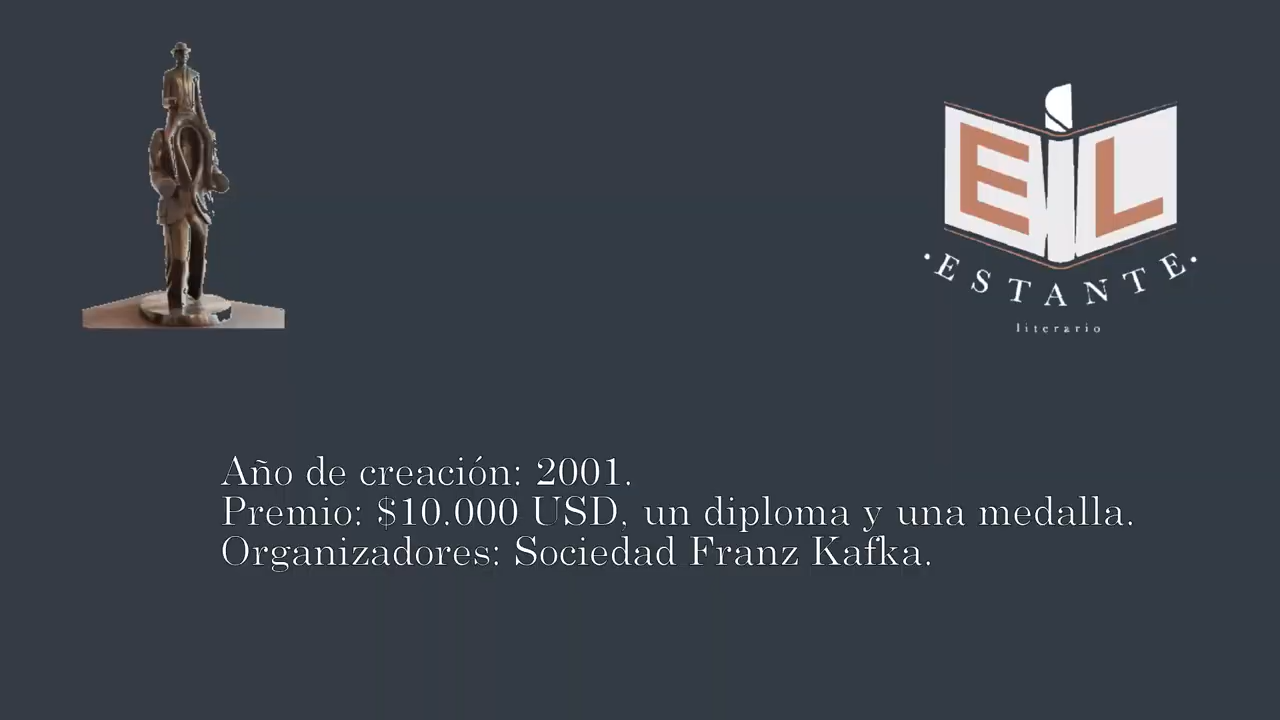 EL
ESTANTE
literario
Año de creación: 2001.
Premio: $10.000 USD, un diploma y una medalla.
Organizadores: Sociedad Franz Kafka.